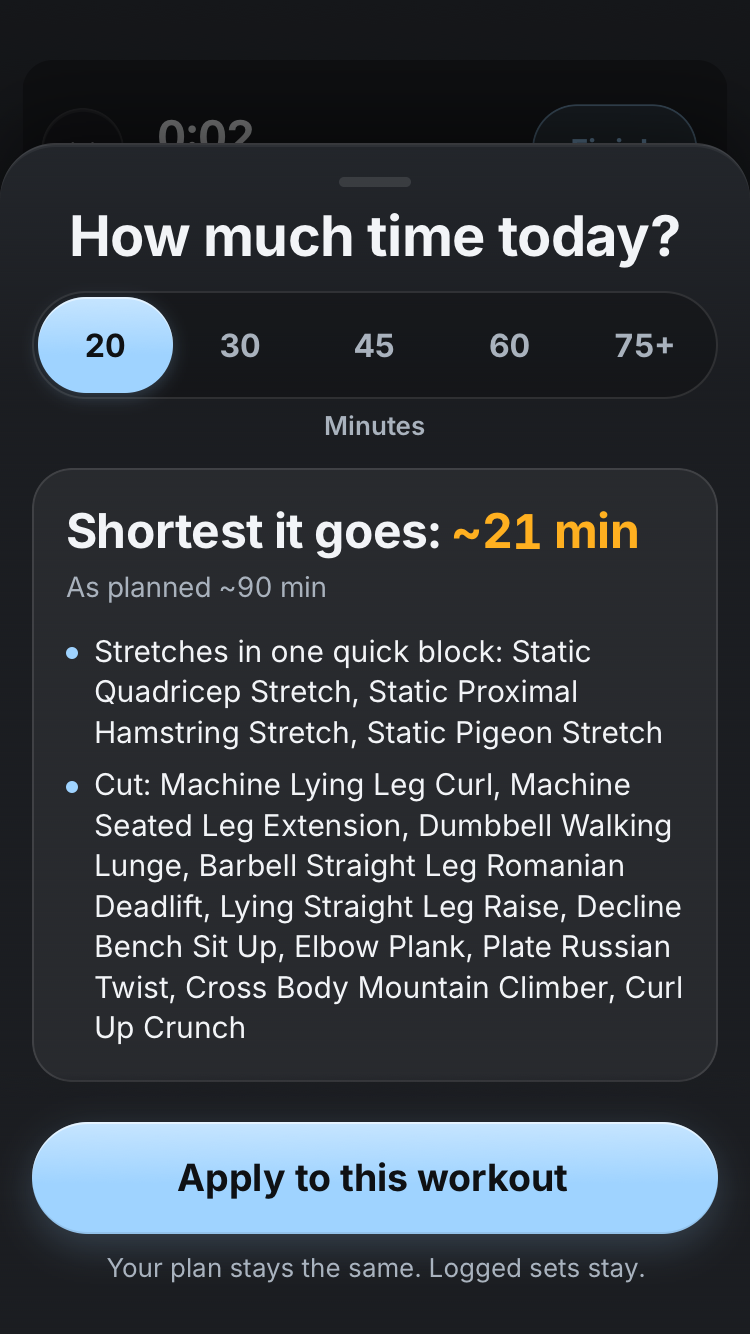 0:02
Finish
How much time today?
20 30 45 60 75+
Minutes
Shortest it goes: ~21 min
As planned ~90 min
• Stretches in one quick block: Static
Quadricep Stretch, Static Proximal
Hamstring Stretch, Static Pigeon Stretch
• Cut: Machine Lying Leg Curl, Machine
Seated Leg Extension, Dumbbell Walking
Lunge, Barbell Straight Leg Romanian
Deadlift, Lying Straight Leg Raise, Decline
Bench Sit Up, Elbow Plank, Plate Russian
Twist, Cross Body Mountain Climber, Curl
Up Crunch
Apply to this workout
Your plan stays the same. Logged sets stay.